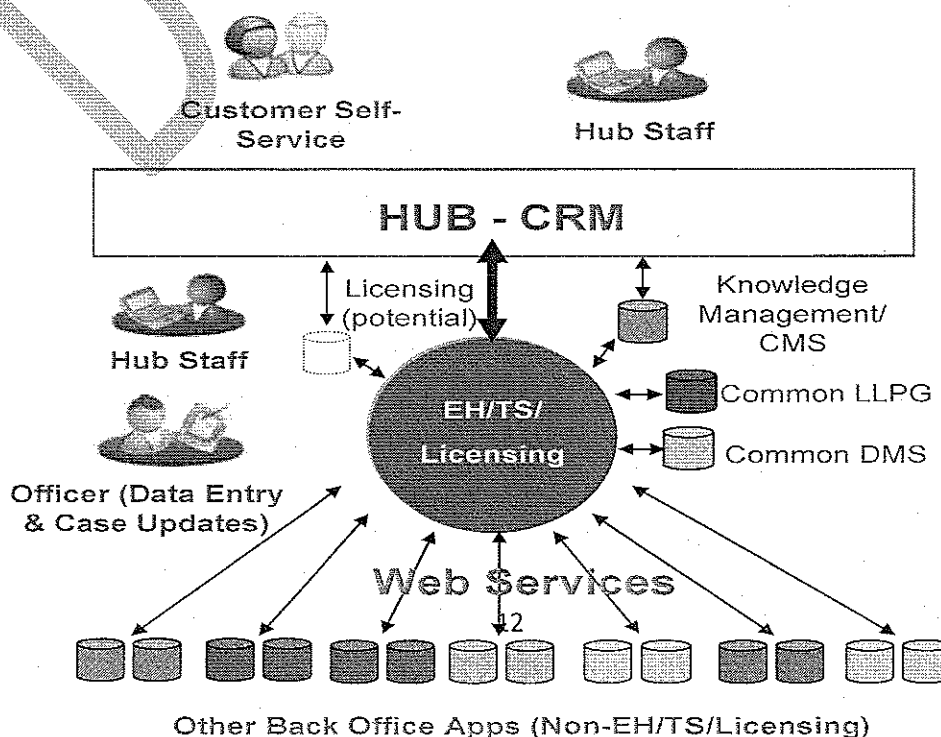 Customer Self-
Service
Hub Staff
HUB - CRM
Licensing
(potential)
Knowledge
Management/
CMS
Hub Staff
EH/TS/
Licensing
Common LLPG
Common DMS
Officer (Data Entry
& Case Updates)
Web Services
12
Other Back Office Apps (Non-EH/TS/Licensing)